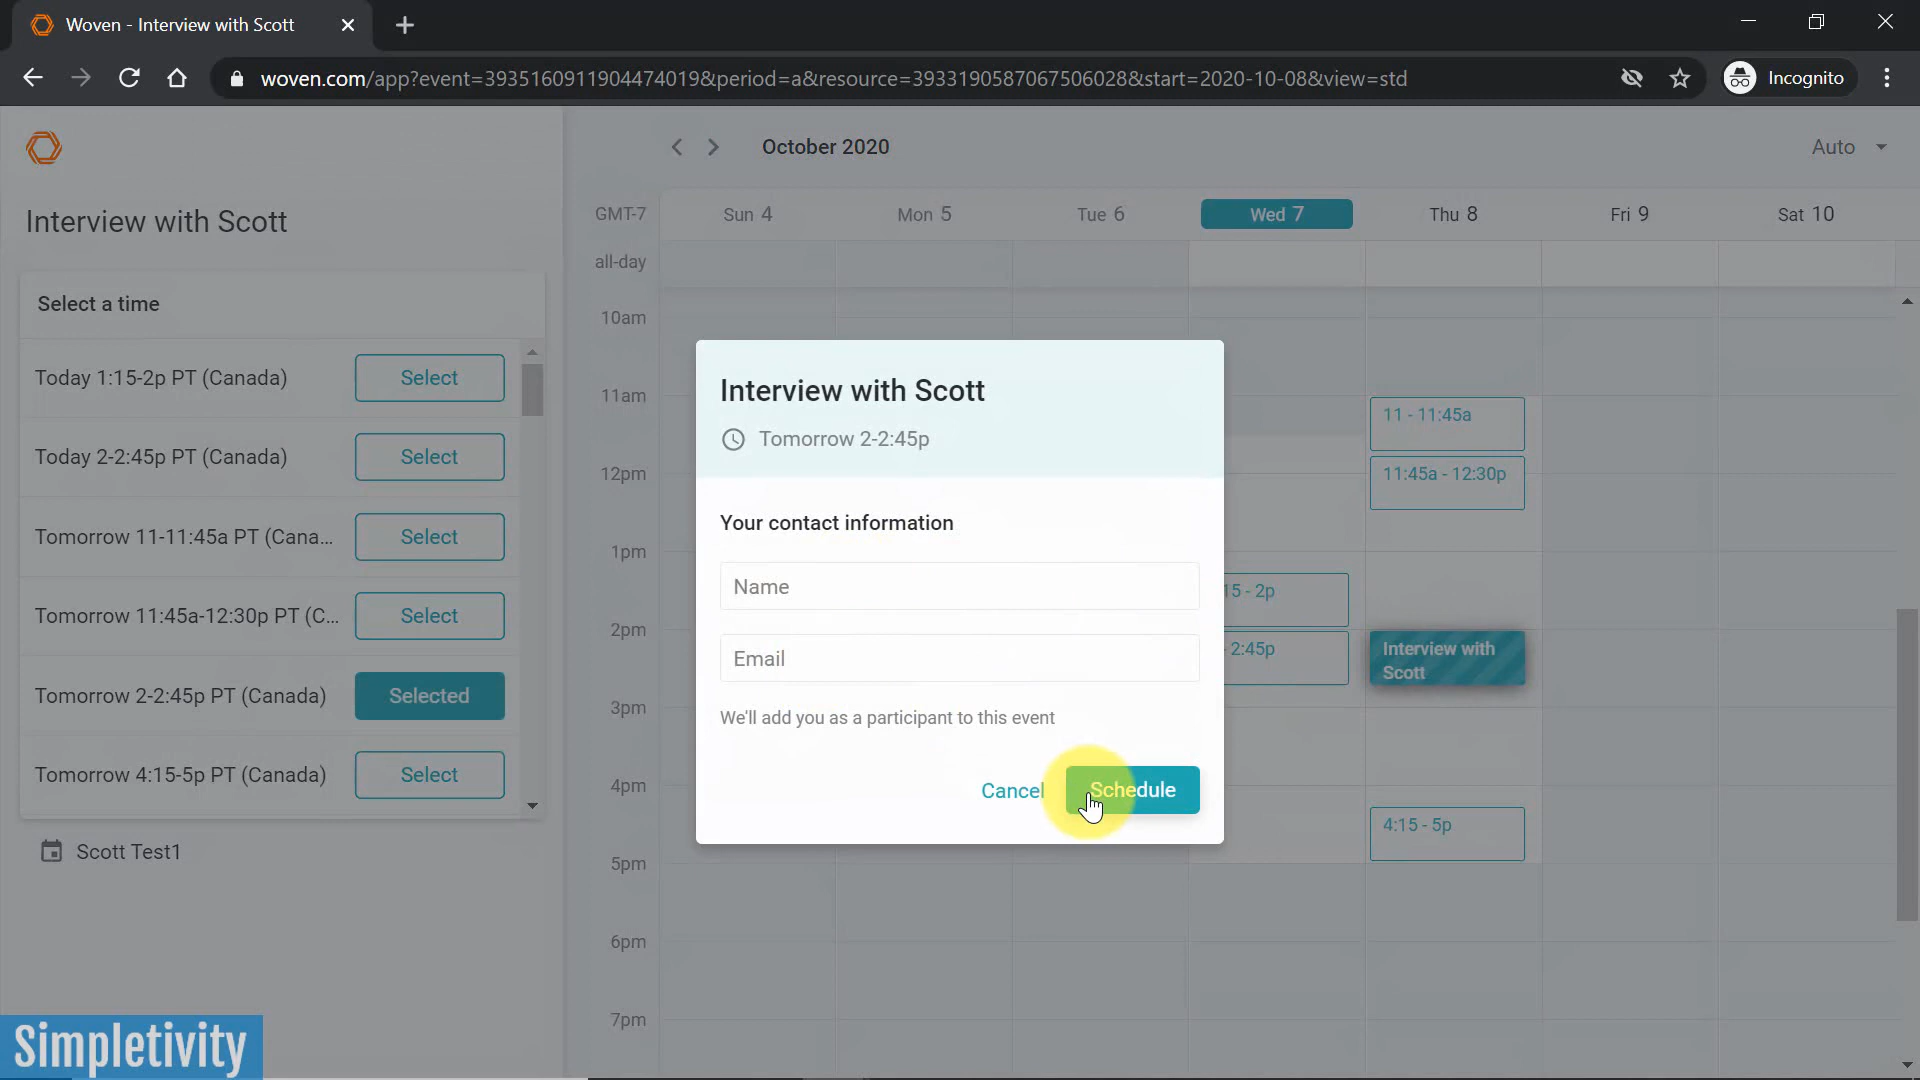 Woven - Interview with Scott
woven.com/app?event=3935160911904474019&period=a&resource=3933190587067506028&start=2020-10-08&view=std
Incognito
Interview with Scott
Select a time
Today 1:15-2p PT (Canada) Select
Today 2-2:45p PT (Canada) Select
Tomorrow 11-11:45a PT (Cana... Select
Tomorrow 11:45a-12:30p PT (C... Select
Tomorrow 2-2:45p PT (Canada) Selected
Tomorrow 4:15-5p PT (Canada) Select
Scott Test1
October 2020
Auto
GMT-7 Sun 4 Mon 5 Tue 6 Wed 7 Thu 8 Fri 9 Sat 10
all-day
10am
11am
12pm
1pm
2pm
3pm
4pm
5pm
6pm
7pm
11 - 11:45a
11:45a - 12:30p
15 - 2p
- 2:45p
Interview with
Scott
4:15 - 5p
Interview with Scott
Tomorrow 2-2:45p
Your contact information
Name
Email
We'll add you as a participant to this event
Cancel Schedule
Simpletivity